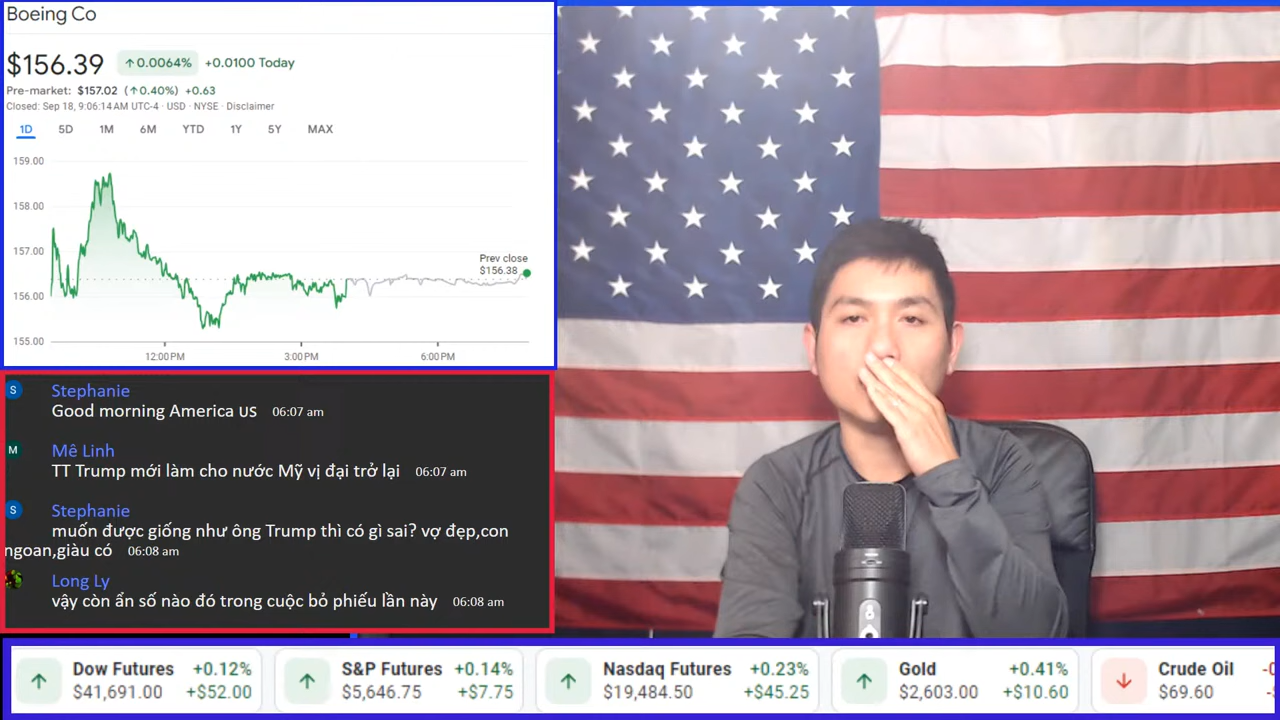 Boeing Co
$156.39 ↑0.0064% +0.0100 Today
Pre-market: $157.02 (↑0.40%) +0.63
Closed: Sep 18, 9:06:14 AM UTC-4 · USD · NYSE · Disclaimer
1D 5D 1M 6M YTD 1Y 5Y MAX
159.00
158.00
157.00
156.00
155.00
Prev close
$156.38
12:00 PM 3:00 PM 6:00 PM
S Stephanie
Good morning America US 06:07 am
M Mê Linh
TT Trump mới làm cho nước Mỹ vị đại trở lại 06:07 am
S Stephanie
muốn được giống như ông Trump thì có gì sai? vợ đẹp,con
ngoan,giàu có 06:08 am
Long Ly
vậy còn ẩn số nào đó trong cuộc bỏ phiếu lần này 06:08 am
Dow Futures +0.12%
$41,691.00 +$52.00
S&P Futures +0.14%
$5,646.75 +$7.75
Nasdaq Futures +0.23%
$19,484.50 +$45.25
Gold +0.41%
$2,603.00 +$10.60
Crude Oil
$69.60